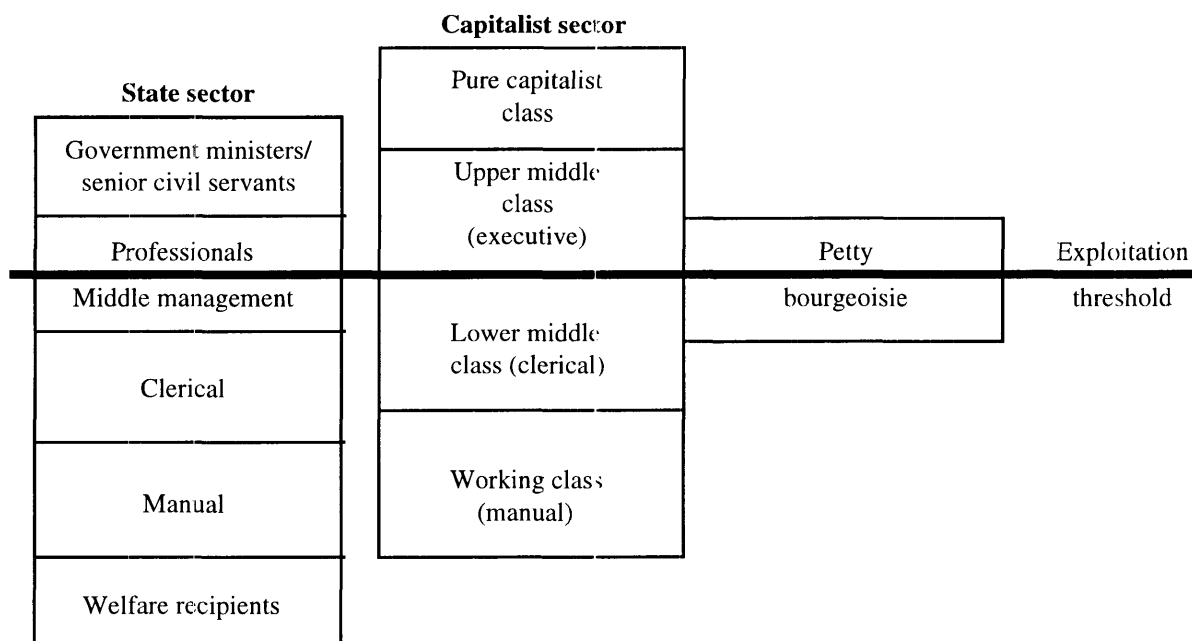 Capitalist sector
Pure capitalist
class
Upper middle
class
(executive)
Lower middle
class (clerical)
Working class
(manual)
State sector
Government ministers/
senior civil servants
Professionals
Middle management
Clerical
Manual
Welfare recipients
Petty
bourgeoisie
Exploitation
threshold